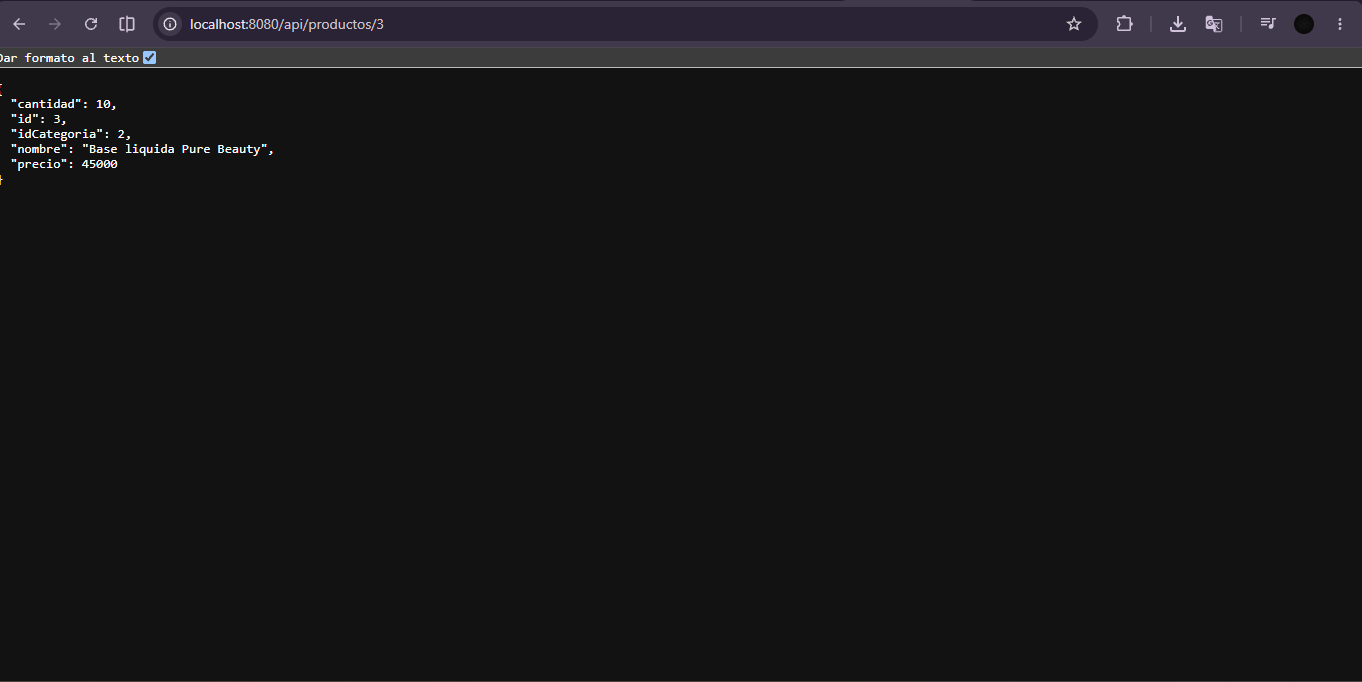 localhost:8080/api/productos/3
Dar formato al texto
{
"cantidad": 10,
"id": 3,
"idCategoria": 2,
"nombre": "Base liquida Pure Beauty",
"precio": 45000
}